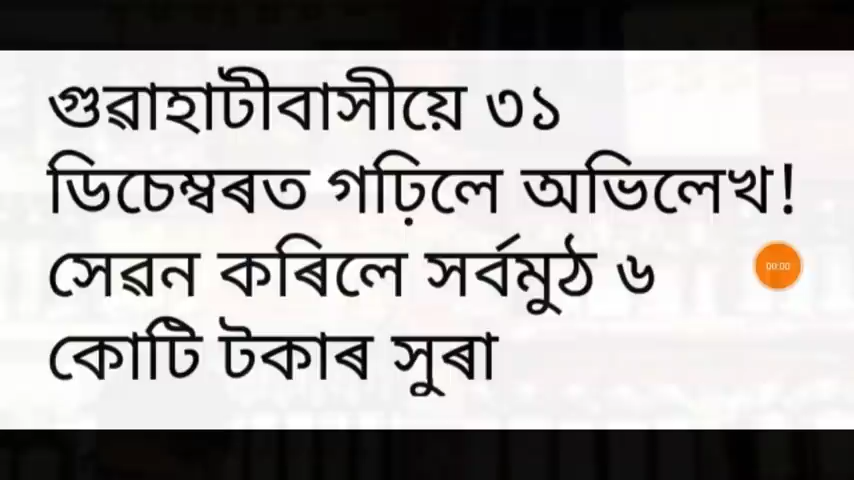 গুৱাহাটীবাসীয়ে ৩১
ডিচেম্বৰত গঢ়িলে অভিলেখ!
সেৱন কৰিলে সৰ্বমুঠ ৬
কোটি টকাৰ সুৰা
00:00